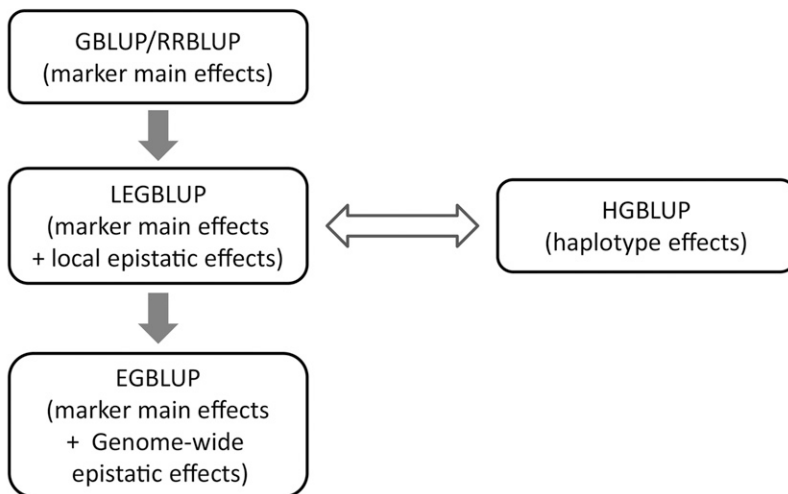 GBLUP/RRBLUP
(marker main effects)
LEGBLUP
(marker main effects
+ local epistatic effects)
HGBLUP
(haplotype effects)
EGBLUP
(marker main effects
+ Genome-wide
epistatic effects)